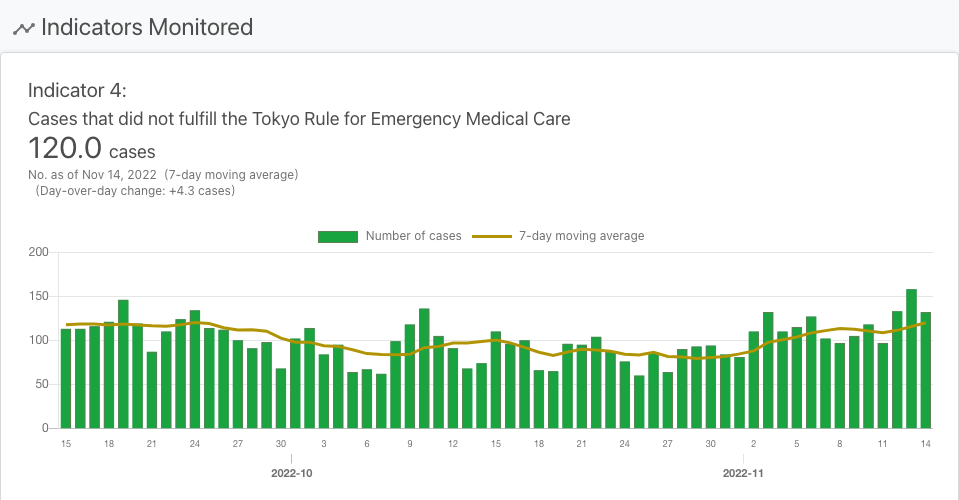 Indicators Monitored
Indicator 4:
Cases that did not fulfill the Tokyo Rule for Emergency Medical Care
120.0 cases
No. as of Nov 14, 2022 (7-day moving average)
(Day-over-day change: +4.3 cases)
Number of cases 7-day moving average
200
150
100
50
0
15 18 21 24 27 30 3 6 9 12 15 18 21 24 27 30 2 5 8 11 14
2022-10 2022-11